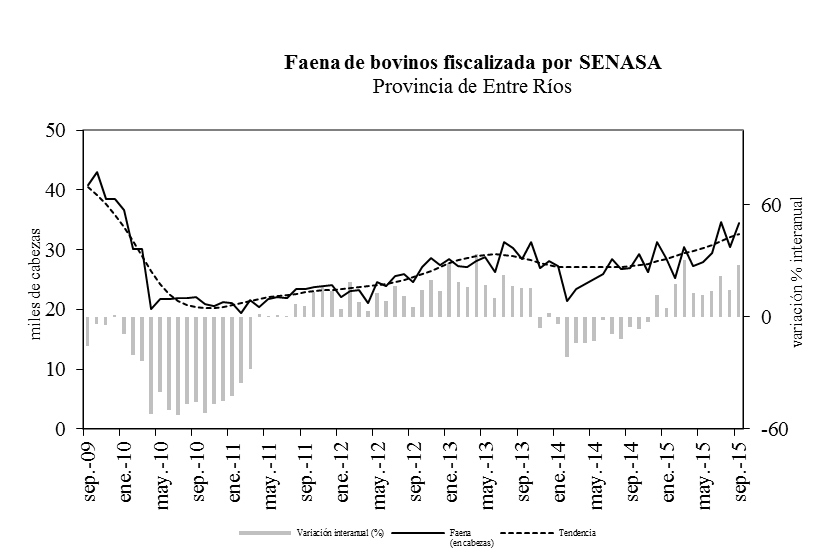 Faena de bovinos fiscalizada por SENASA
Provincia de Entre Ríos
50
40
30
20
10
0
miles de cabezas
60
0
-60
variación % interanual
sep.-09
ene.-10
may.-10
sep.-10
ene.-11
may.-11
sep.-11
ene.-12
may.-12
sep.-12
ene.-13
may.-13
sep.-13
ene.-14
may.-14
sep.-14
ene.-15
may.-15
sep.-15
Variación interanual (%)
Faena
(en cabezas)
Tendencia